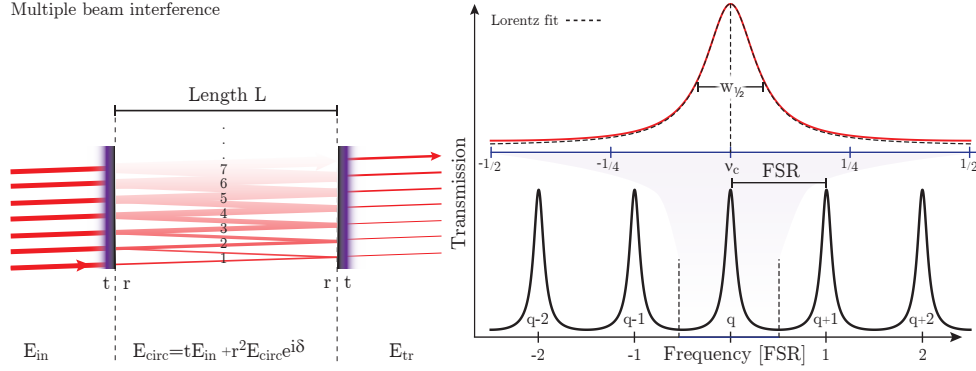 Multiple beam interference
Length L
.
.
.
7
6
5
4
3
2
1
t r
r t
E_in
E_circ=tE_in +r²E_circe^iδ
E_tr
Lorentz fit
w_½
Transmission
-1/2
-1/4
ν_c
1/4
1/2
FSR
q-2
q-1
q
q+1
q+2
-2
-1
Frequency [FSR]
1
2